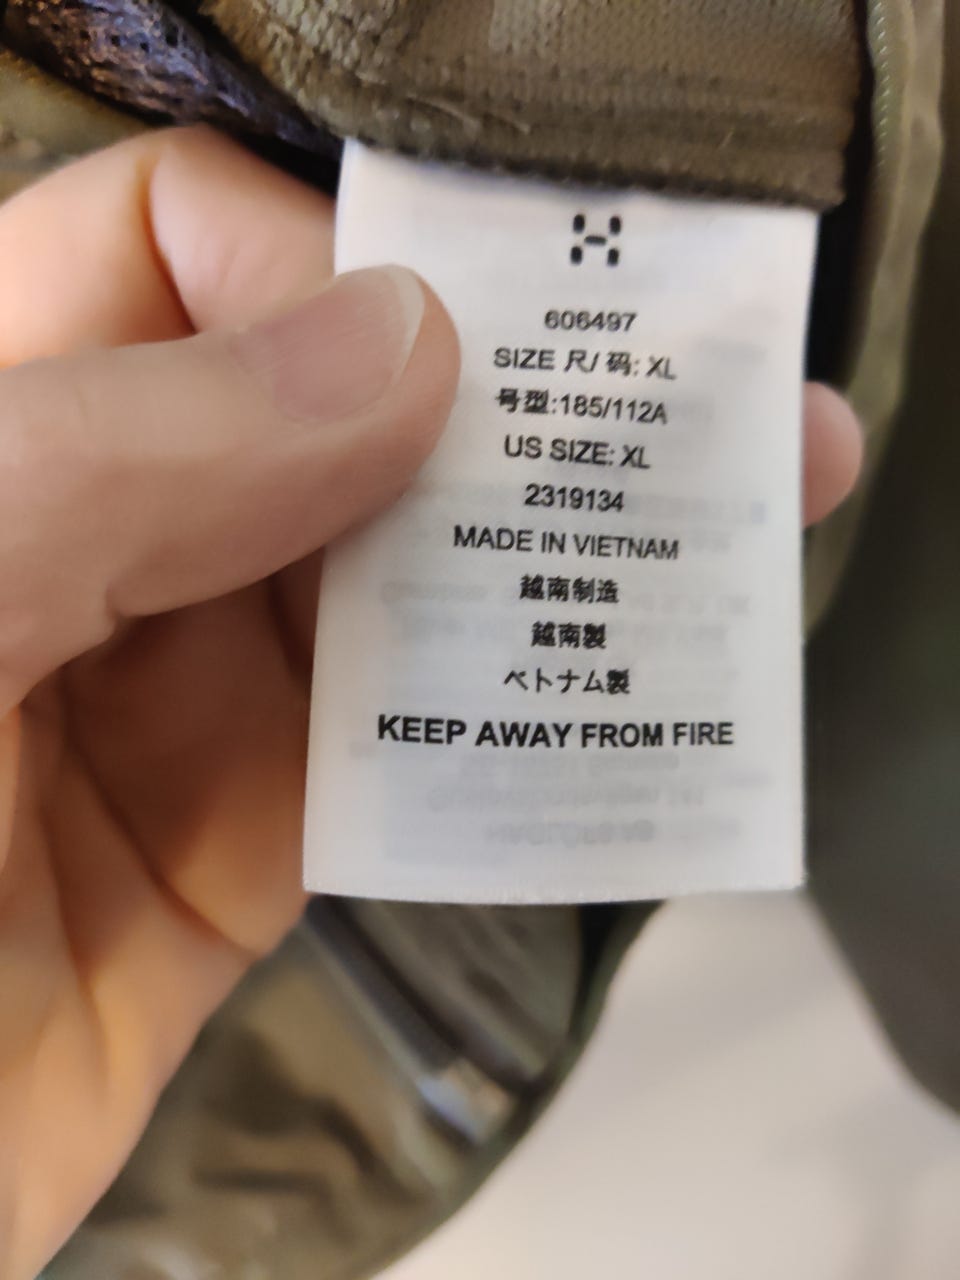 606497
SIZE 尺/ 码: XL
号型:185/112A
US SIZE: XL
2319134
MADE IN VIETNAM
越南制造
越南製
ベトナム製
KEEP AWAY FROM FIRE